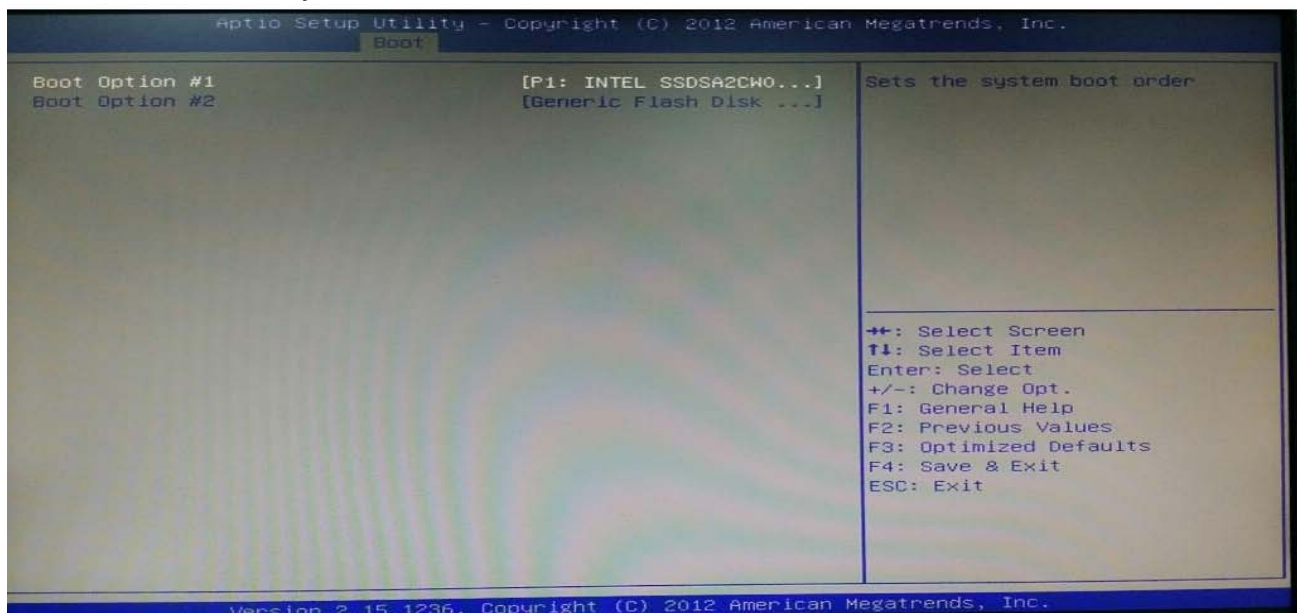 Aptio Setup Utility – Copyright (C) 2012 American Megatrends, Inc.
Boot
Boot Option #1 [P1: INTEL SSDSA2CW0...]
Boot Option #2 [Generic Flash Disk ...]
Sets the system boot order
→←: Select Screen
↑↓: Select Item
Enter: Select
+/-: Change Opt.
F1: General Help
F2: Previous Values
F3: Optimized Defaults
F4: Save & Exit
ESC: Exit
Version 2.15.1236. Copyright (C) 2012 American Megatrends, Inc.